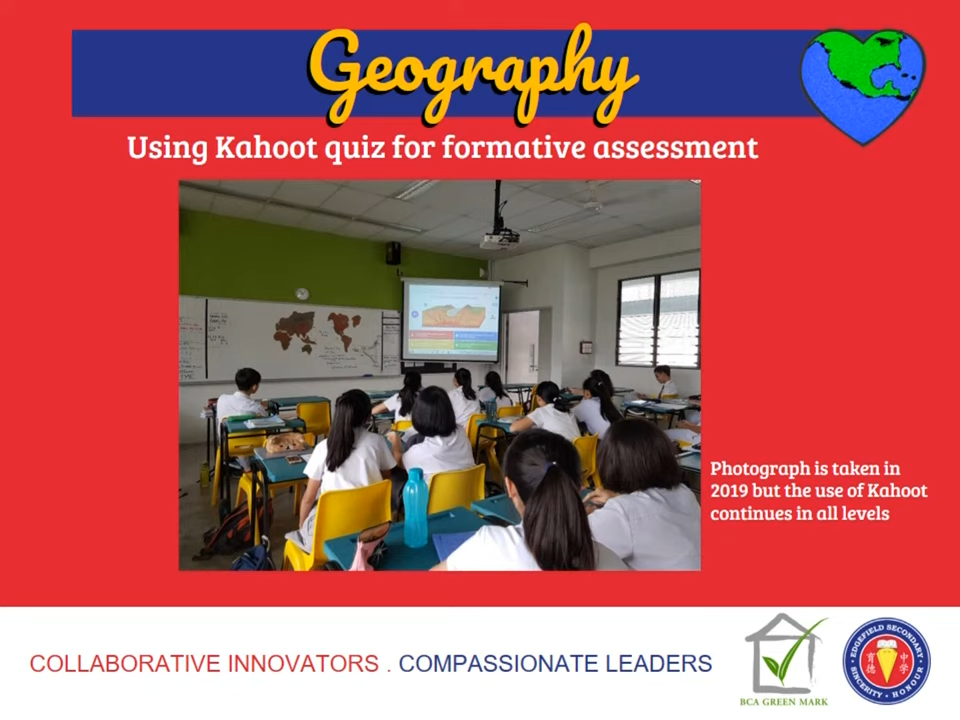 Geography
Using Kahoot quiz for formative assessment
Photograph is taken in
2019 but the use of Kahoot
continues in all levels
COLLABORATIVE INNOVATORS . COMPASSIONATE LEADERS
BCA GREEN MARK
EDGEFIELD SECONDARY
育德 中学
SINCERITY • HONOUR